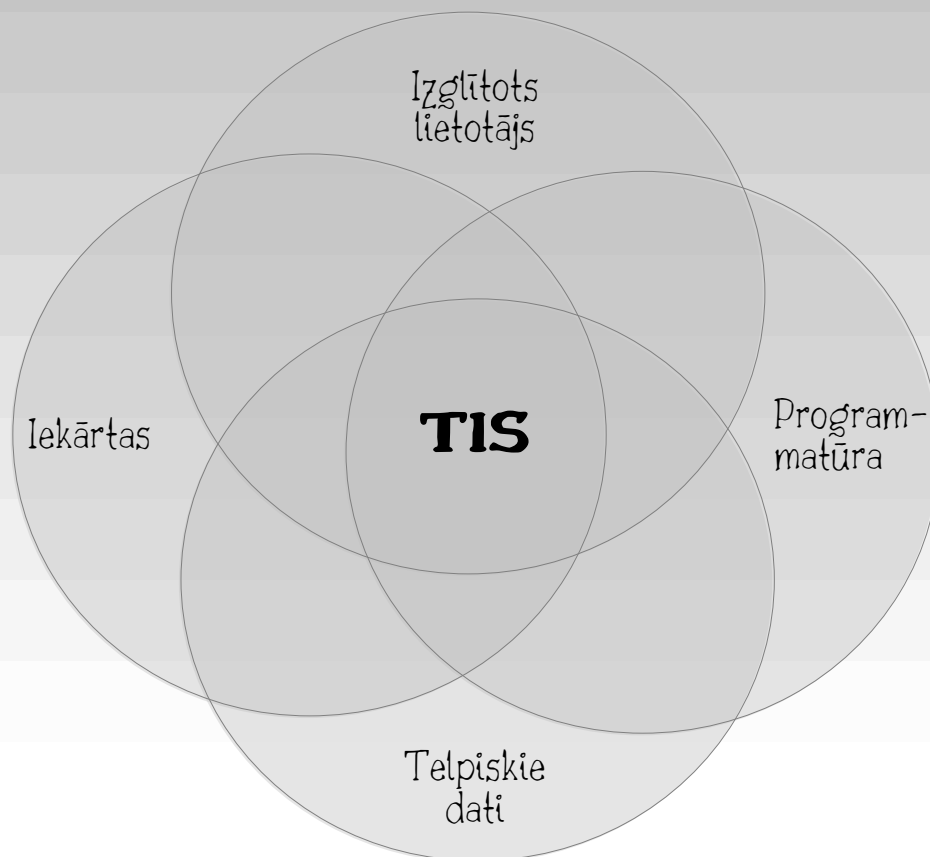 Izglītots
lietotājs
Iekārtas
TIS
Program-
matūra
Telpiskie
dati